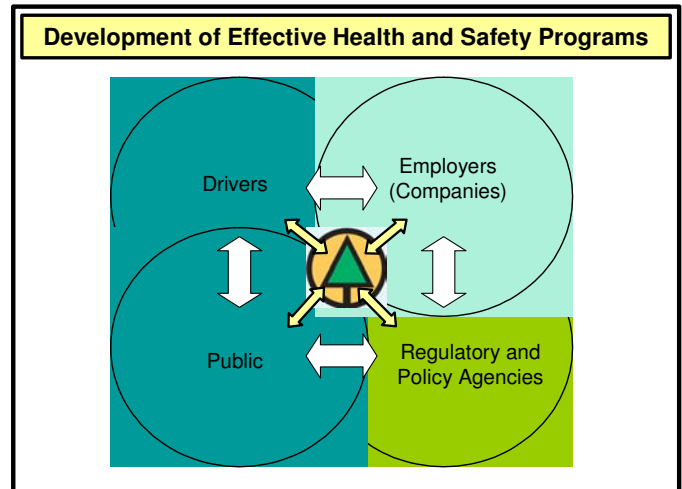 Development of Effective Health and Safety Programs
Drivers
Employers
(Companies)
Public
Regulatory and
Policy Agencies